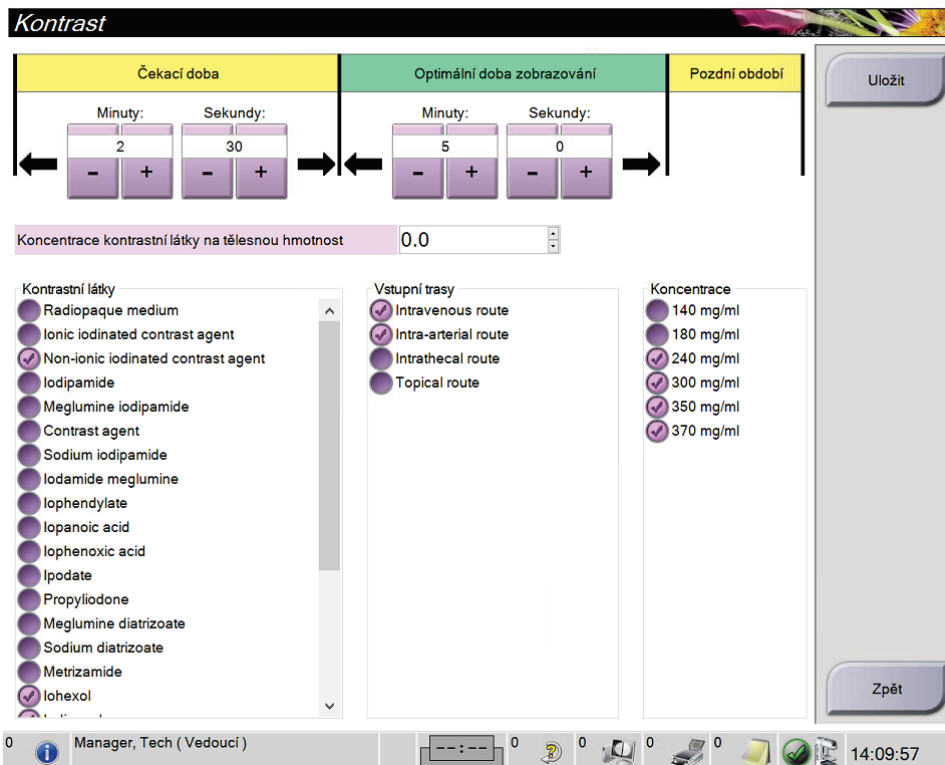 Kontrast
Čekací doba
Optimální doba zobrazování
Pozdní období
Uložit
Minuty:
Sekundy:
Minuty:
Sekundy:
2
30
5
0
- + - +
- + - +
Koncentrace kontrastní látky na tělesnou hmotnost
0.0
Kontrastní látky
Radiopaque medium
Ionic iodinated contrast agent
Non-ionic iodinated contrast agent
Iodipamide
Meglumine iodipamide
Contrast agent
Sodium iodipamide
Iodamide meglumine
Iophendylate
Iopanoic acid
Iophenoxic acid
Ipodate
Propyliodone
Meglumine diatrizoate
Sodium diatrizoate
Metrizamide
Iohexol
Vstupní trasy
Intravenous route
Intra-arterial route
Intrathecal route
Topical route
Koncentrace
140 mg/ml
180 mg/ml
240 mg/ml
300 mg/ml
350 mg/ml
370 mg/ml
Zpět
0
Manager, Tech ( Vedoucí )
--:--
0
0
0
0
14:09:57